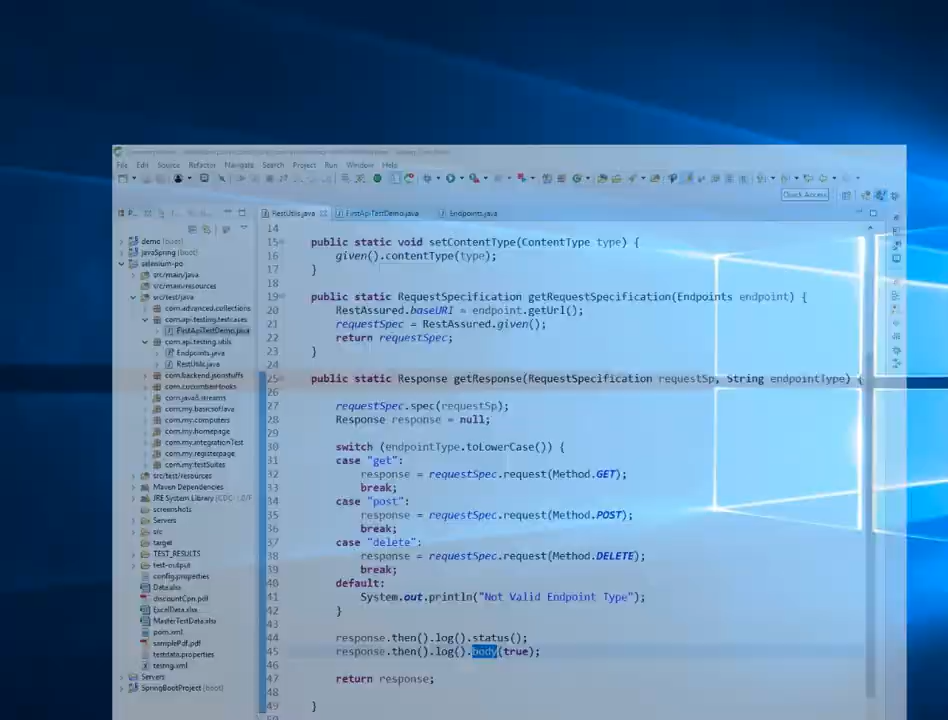 File Edit Source Refactor Navigate Search Project Run Window Help
Quick Access
P...
RestUtils.java FirstApiTestDemo.java Endpoints.java
demo [boot]
javaSpring [boot]
selenium-po
src/main/java
src/main/resources
src/test/java
com.advanced.collections
com.api.testing.testcases
FirstApiTestDemo.java
com.api.testing.utils
Endpoints.java
RestUtils.java
com.backend.jsonstuffs
com.cucumberHooks
com.java8.streams
com.my.basicsofJava
com.my.computers
com.my.homepage
com.my.integrationTest
com.my.registerpage
com.my.testSuites
src/test/resources
Maven Dependencies
JRE System Library
screenshots
Servers
src
target
TEST_RESULTS
test-output
config.properties
Data.xlsx
discountCpn.pdf
ExcelData.xlsx
MasterTestData.xlsx
pom.xml
samplePdf.pdf
testdata.properties
testng.xml
Servers
SpringBootProject [boot]
14
15 public static void setContentType(ContentType type) {
16 given().contentType(type);
17 }
18
19 public static RequestSpecification getRequestSpecification(Endpoints endpoint) {
20 RestAssured.baseURI = endpoint.getUrl();
21 requestSpec = RestAssured.given();
22 return requestSpec;
23 }
24
25 public static Response getResponse(RequestSpecification requestSp, String endpointType) {
26
27 requestSpec.spec(requestSp);
28 Response response = null;
29
30 switch (endpointType.toLowerCase()) {
31 case "get":
32 response = requestSpec.request(Method.GET);
33 break;
34 case "post":
35 response = requestSpec.request(Method.POST);
36 break;
37 case "delete":
38 response = requestSpec.request(Method.DELETE);
39 break;
40 default:
41 System.out.println("Not Valid Endpoint Type");
42 }
43
44 response.then().log().status();
45 response.then().log().body(true);
46
47 return response;
48
49 }
50